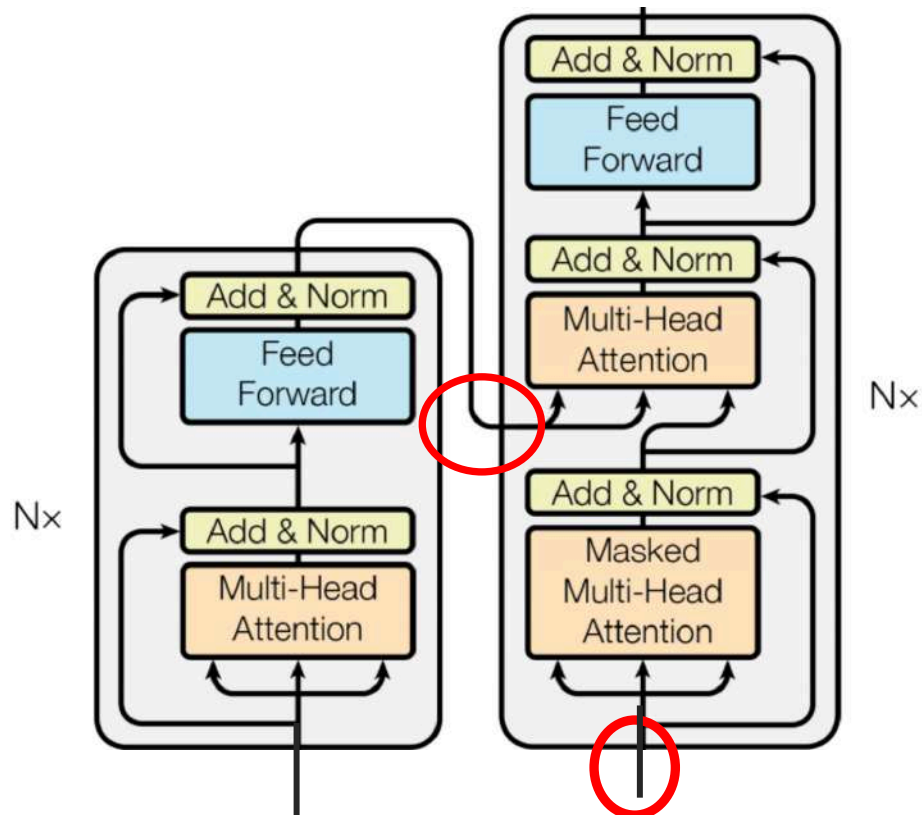 Add & Norm
Feed
Forward
Add & Norm
Multi-Head
Attention
Nx
Add & Norm
Feed
Forward
Add & Norm
Multi-Head
Attention
Add & Norm
Masked
Multi-Head
Attention
Nx